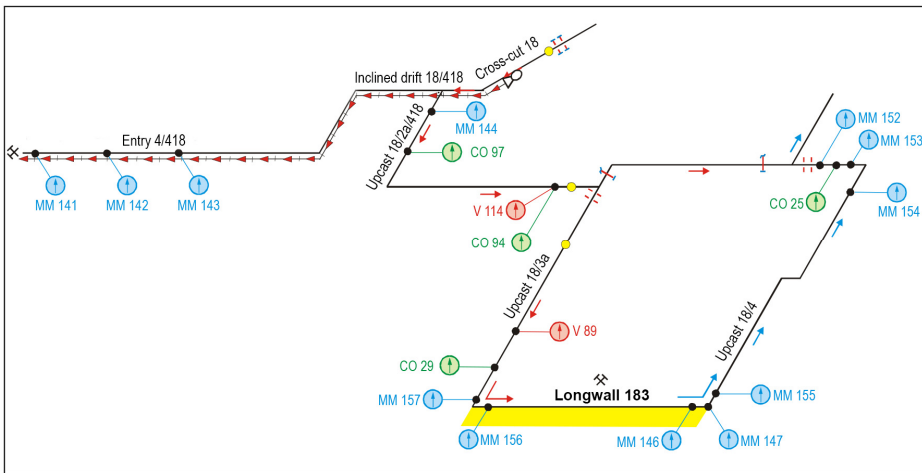 Cross-cut 18
Inclined drift 18/418
MM 144
Upcast 18/2a/418
CO 97
Entry 4/418
MM 141
MM 142
MM 143
MM 152
MM 153
CO 25
MM 154
V 114
CO 94
Upcast 18/3a
V 89
Upcast 18/4
CO 29
MM 157
Longwall 183
MM 155
MM 156
MM 146
MM 147